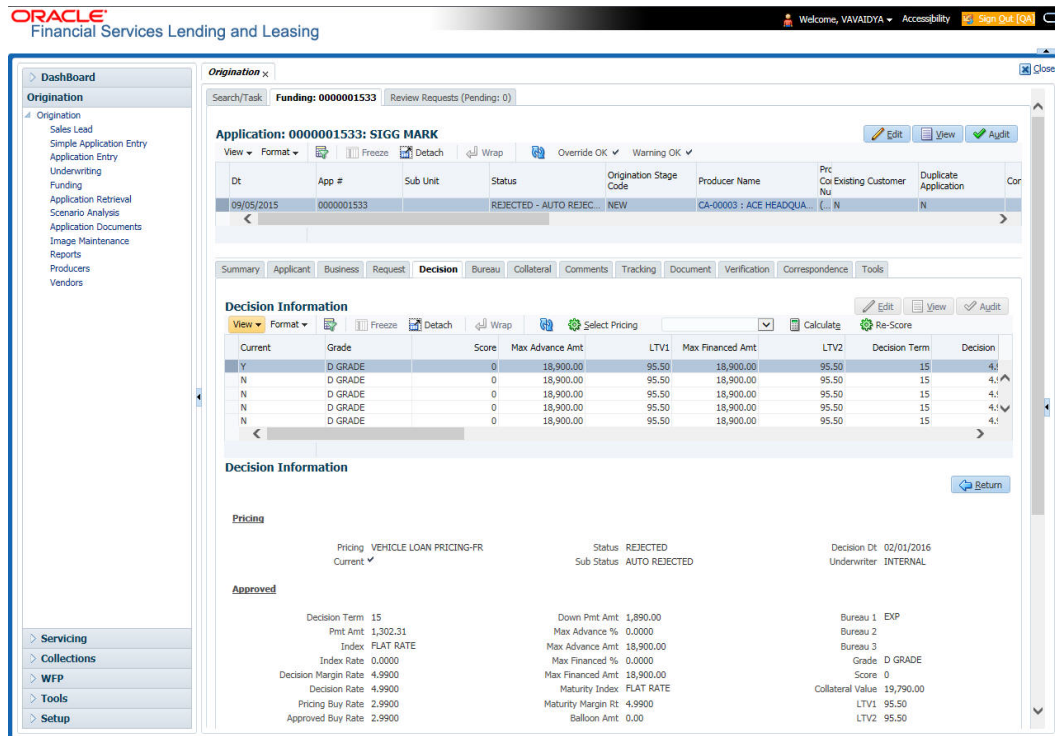 ORACLE
Financial Services Lending and Leasing
Welcome, VAVAIDYA Accessibility Sign Out [QA]
Close
DashBoard
Origination
Origination
Sales Lead
Simple Application Entry
Application Entry
Underwriting
Funding
Application Retrieval
Scenario Analysis
Application Documents
Image Maintenance
Reports
Producers
Vendors
Servicing
Collections
WFP
Tools
Setup
Origination x
Search/Task Funding: 0000001533 Review Requests (Pending: 0)
Application: 0000001533: SIGG MARK
Edit View Audit
View Format Freeze Detach Wrap Override OK Warning OK
Dt App # Sub Unit Status Origination Stage Code Producer Name Prc Coi Nu Existing Customer Duplicate Application Cor
09/05/2015 0000001533 REJECTED - AUTO REJEC... NEW CA-00003 : ACE HEADQUA... (... N N
Summary Applicant Business Request Decision Bureau Collateral Comments Tracking Document Verification Correspondence Tools
Decision Information
Edit View Audit
View Format Freeze Detach Wrap Select Pricing Calculate Re-Score
Current Grade Score Max Advance Amt LTV1 Max Financed Amt LTV2 Decision Term Decision
Y D GRADE 0 18,900.00 95.50 18,900.00 95.50 15 4.9
N D GRADE 0 18,900.00 95.50 18,900.00 95.50 15 4.9
N D GRADE 0 18,900.00 95.50 18,900.00 95.50 15 4.9
N D GRADE 0 18,900.00 95.50 18,900.00 95.50 15 4.9
N D GRADE 0 18,900.00 95.50 18,900.00 95.50 15 4.9
Decision Information
Return
Pricing
Pricing VEHICLE LOAN PRICING-FR Status REJECTED Decision Dt 02/01/2016
Current Sub Status AUTO REJECTED Underwriter INTERNAL
Approved
Decision Term 15 Down Pmt Amt 1,890.00 Bureau 1 EXP
Pmt Amt 1,302.31 Max Advance % 0.0000 Bureau 2
Index FLAT RATE Max Advance Amt 18,900.00 Bureau 3
Index Rate 0.0000 Max Financed % 0.0000 Grade D GRADE
Decision Margin Rate 4.9900 Max Financed Amt 18,900.00 Score 0
Decision Rate 4.9900 Maturity Index FLAT RATE Collateral Value 19,790.00
Pricing Buy Rate 2.9900 Maturity Margin Rt 4.9900 LTV1 95.50
Approved Buy Rate 2.9900 Balloon Amt 0.00 LTV2 95.50